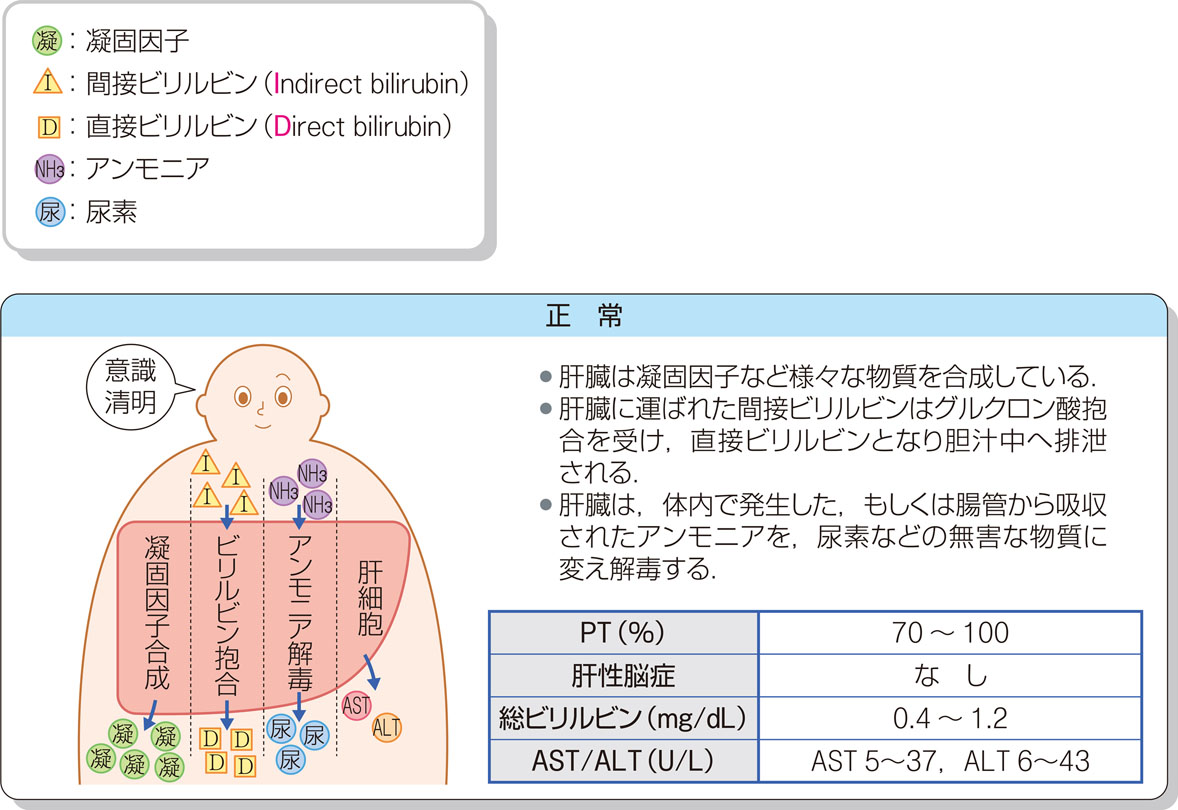 凝：凝固因子
I：間接ビリルビン（Indirect bilirubin）
D：直接ビリルビン（Direct bilirubin）
NH3：アンモニア
尿：尿素
正　常
意識
清明
I
I
I
I
NH3
NH3
NH3
凝固因子合成
ビリルビン抱合
アンモニア解毒
肝細胞
凝
凝
凝
凝
凝
D
D
D
D
尿
尿
尿
AST
ALT
●肝臓は凝固因子など様々な物質を合成している．
●肝臓に運ばれた間接ビリルビンはグルクロン酸抱
合を受け，直接ビリルビンとなり胆汁中へ排泄
される．
●肝臓は，体内で発生した，もしくは腸管から吸収
されたアンモニアを，尿素などの無害な物質に
変え解毒する．
PT（%） 70～100
肝性脳症 な　し
総ビリルビン（mg/dL） 0.4～1.2
AST/ALT（U/L） AST 5～37，ALT 6～43